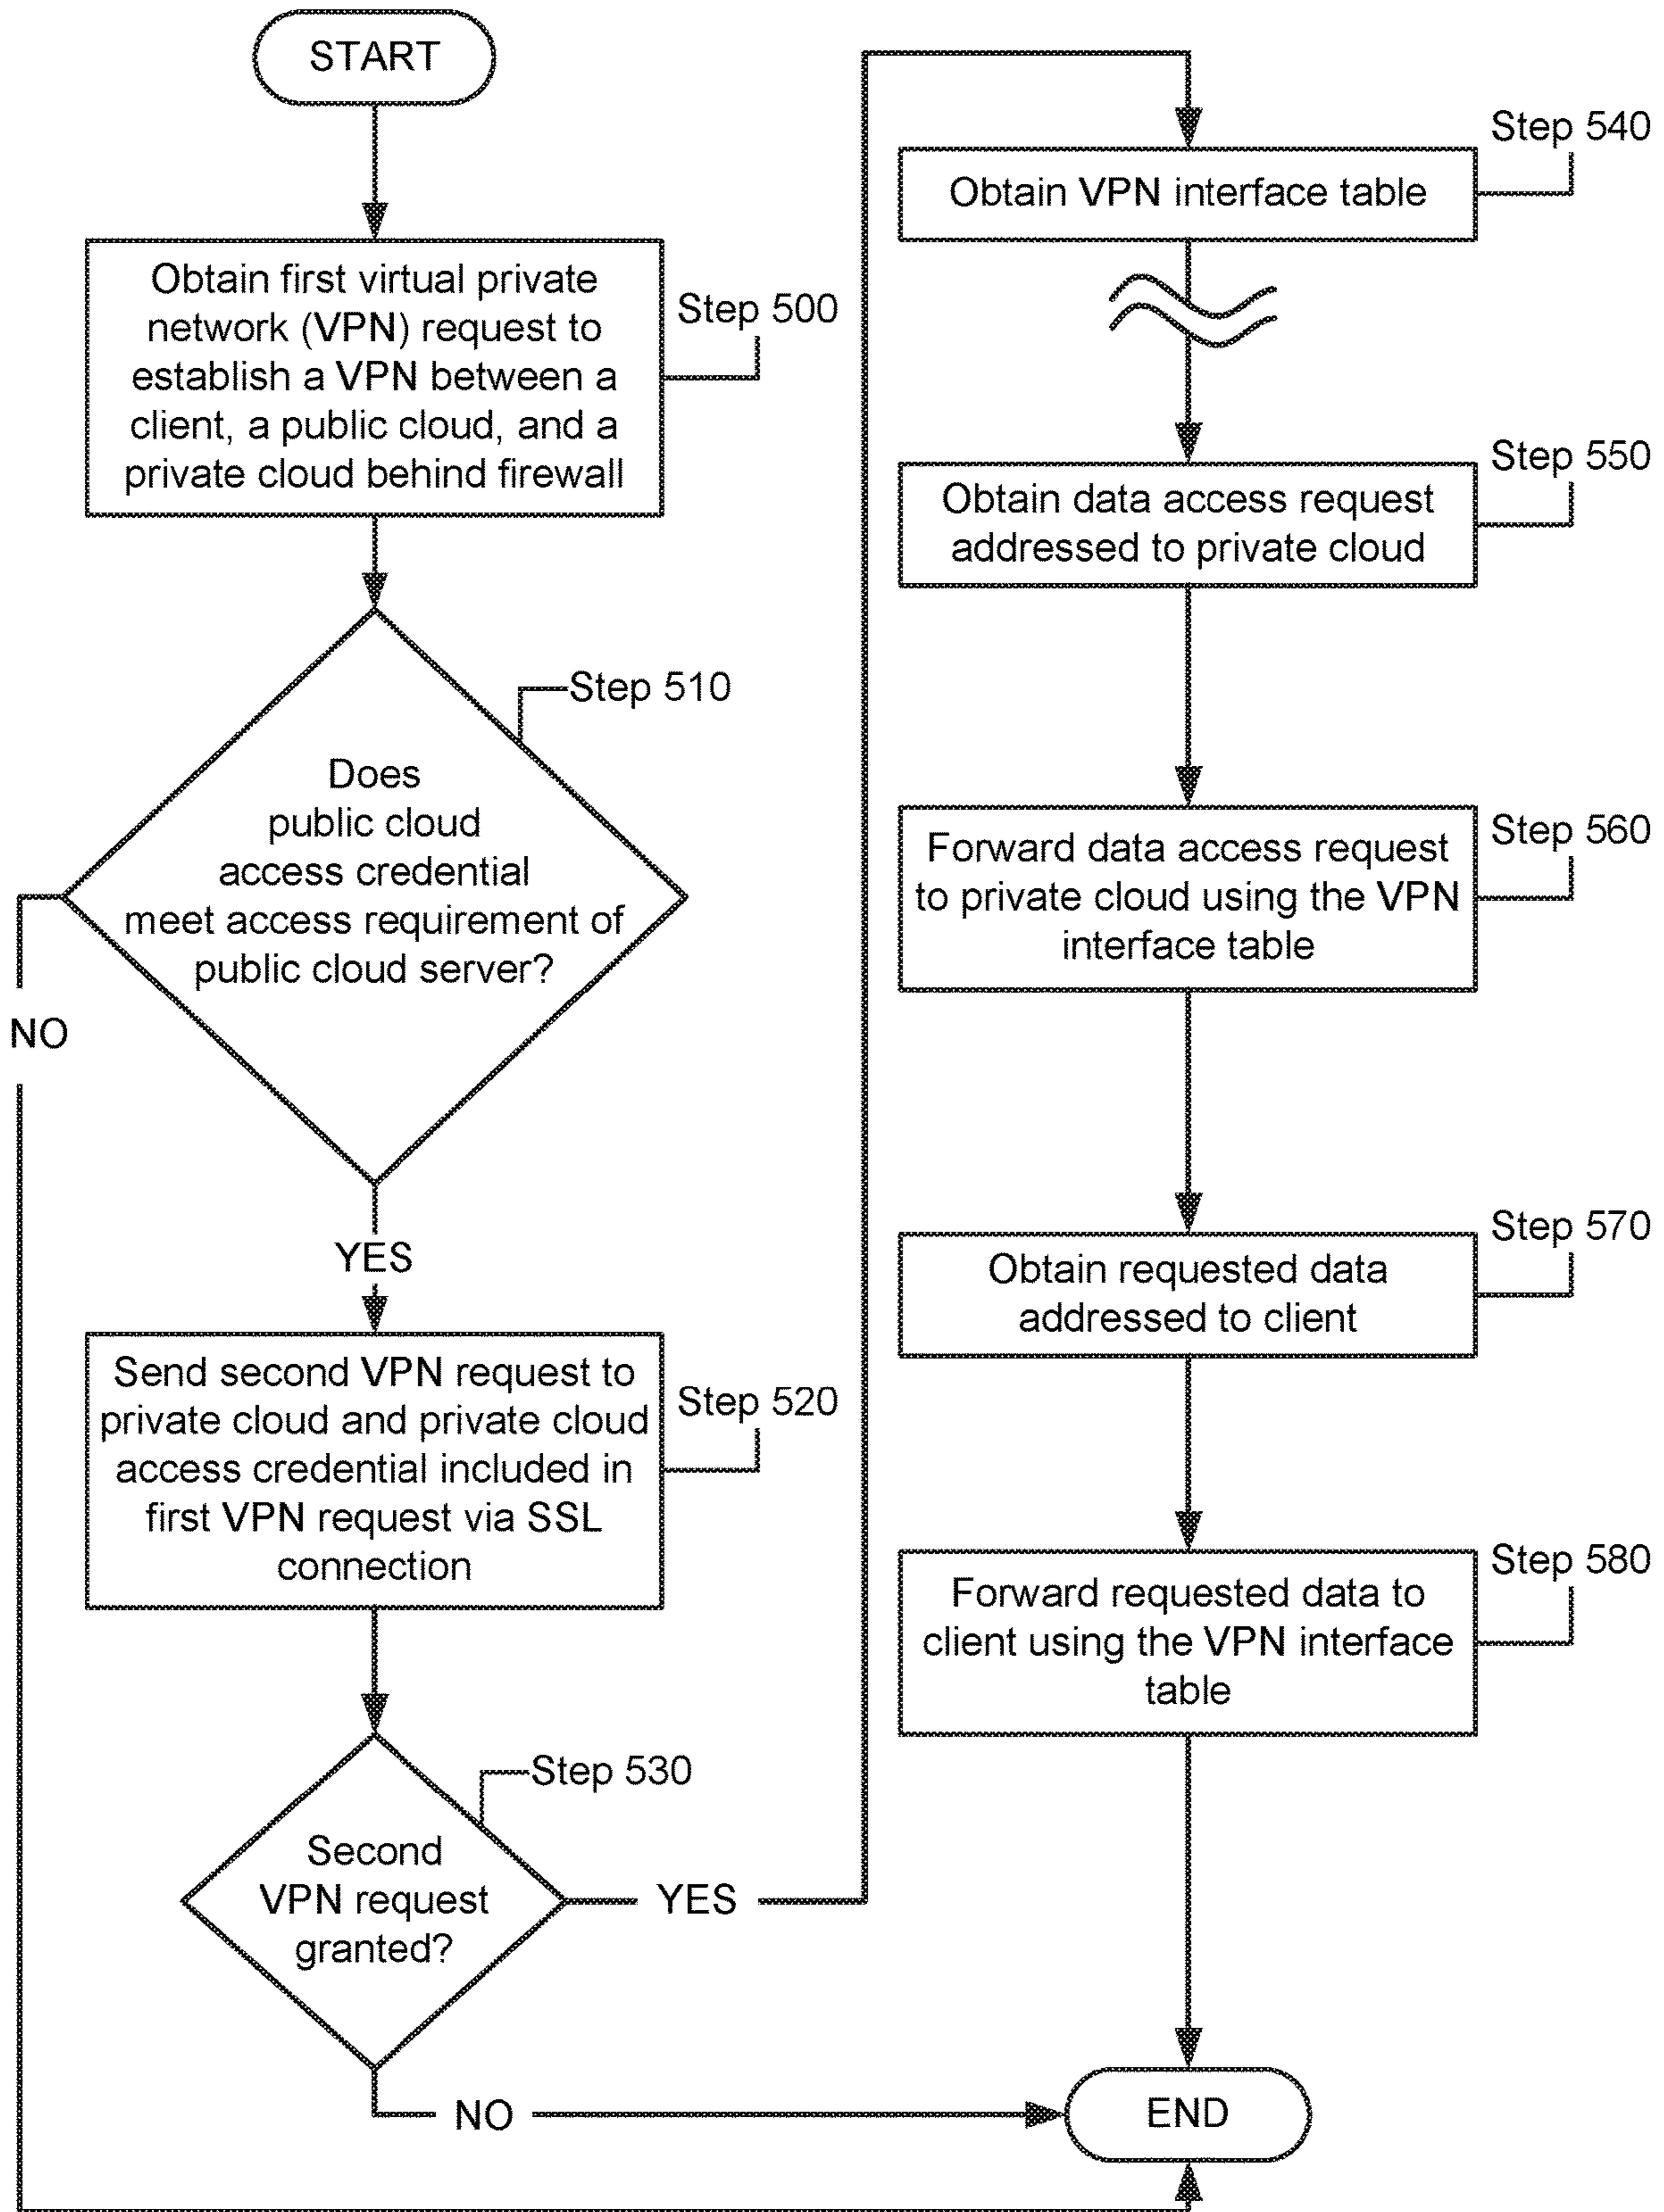 START
Obtain first virtual private
network (VPN) request to
establish a VPN between a
client, a public cloud, and a
private cloud behind firewall
Step 500
Step 510
Does
public cloud
access credential
meet access requirement of
public cloud server?
NO
YES
Send second VPN request to
private cloud and private cloud
access credential included in
first VPN request via SSL
connection
Step 520
Step 530
Second
VPN request
granted?
YES
NO
Step 540
Obtain VPN interface table
Step 550
Obtain data access request
addressed to private cloud
Step 560
Forward data access request
to private cloud using the VPN
interface table
Step 570
Obtain requested data
addressed to client
Step 580
Forward requested data to
client using the VPN interface
table
END